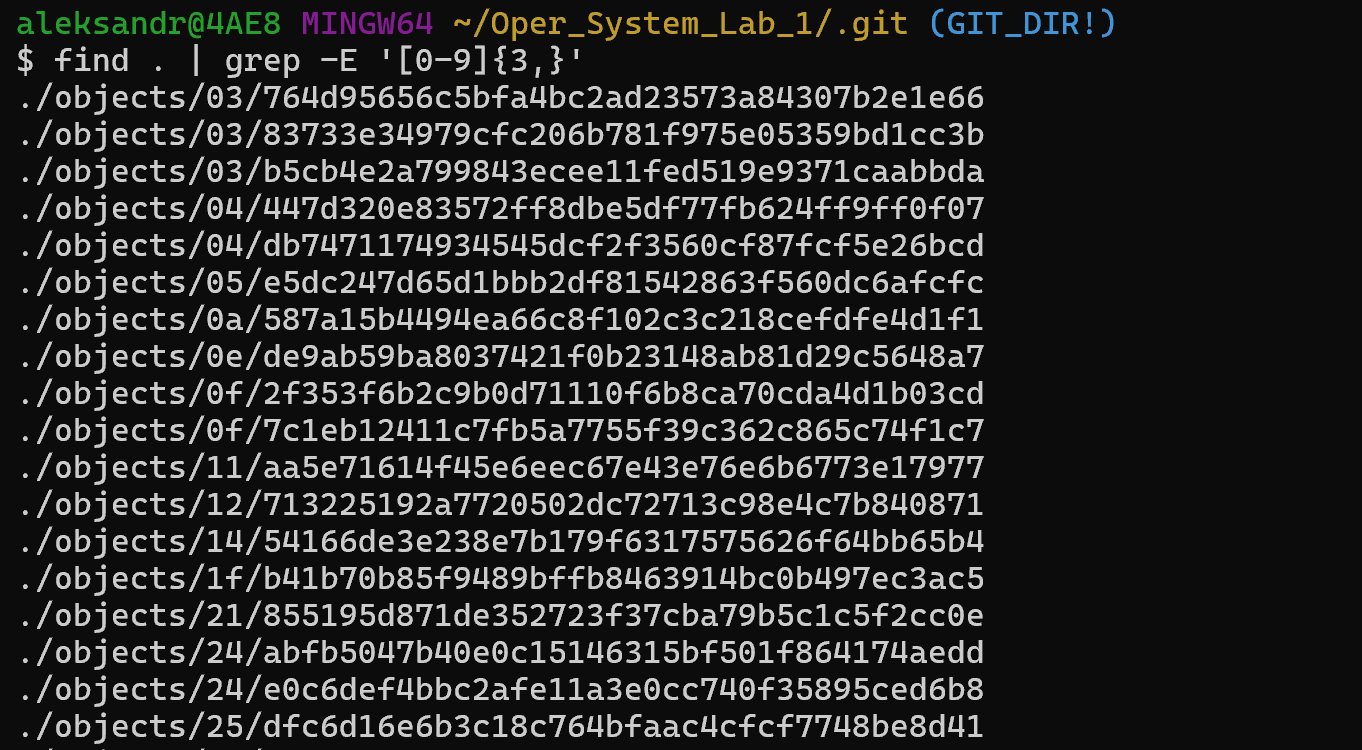 aleksandr@4AE8 MINGW64 ~/Oper_System_Lab_1/.git (GIT_DIR!)
$ find . | grep -E '[0-9]{3,}'
./objects/03/764d95656c5bfa4bc2ad23573a84307b2e1e66
./objects/03/83733e34979cfc206b781f975e05359bd1cc3b
./objects/03/b5cb4e2a799843ecee11fed519e9371caabbda
./objects/04/447d320e83572ff8dbe5df77fb624ff9ff0f07
./objects/04/db7471174934545dcf2f3560cf87fcf5e26bcd
./objects/05/e5dc247d65d1bbb2df81542863f560dc6afcfc
./objects/0a/587a15b4494ea66c8f102c3c218cefdfe4d1f1
./objects/0e/de9ab59ba8037421f0b23148ab81d29c5648a7
./objects/0f/2f353f6b2c9b0d71110f6b8ca70cda4d1b03cd
./objects/0f/7c1eb12411c7fb5a7755f39c362c865c74f1c7
./objects/11/aa5e71614f45e6eec67e43e76e6b6773e17977
./objects/12/713225192a7720502dc72713c98e4c7b840871
./objects/14/54166de3e238e7b179f6317575626f64bb65b4
./objects/1f/b41b70b85f9489bffb8463914bc0b497ec3ac5
./objects/21/855195d871de352723f37cba79b5c1c5f2cc0e
./objects/24/abfb5047b40e0c15146315bf501f864174aedd
./objects/24/e0c6def4bbc2afe11a3e0cc740f35895ced6b8
./objects/25/dfc6d16e6b3c18c764bfaac4cfcf7748be8d41